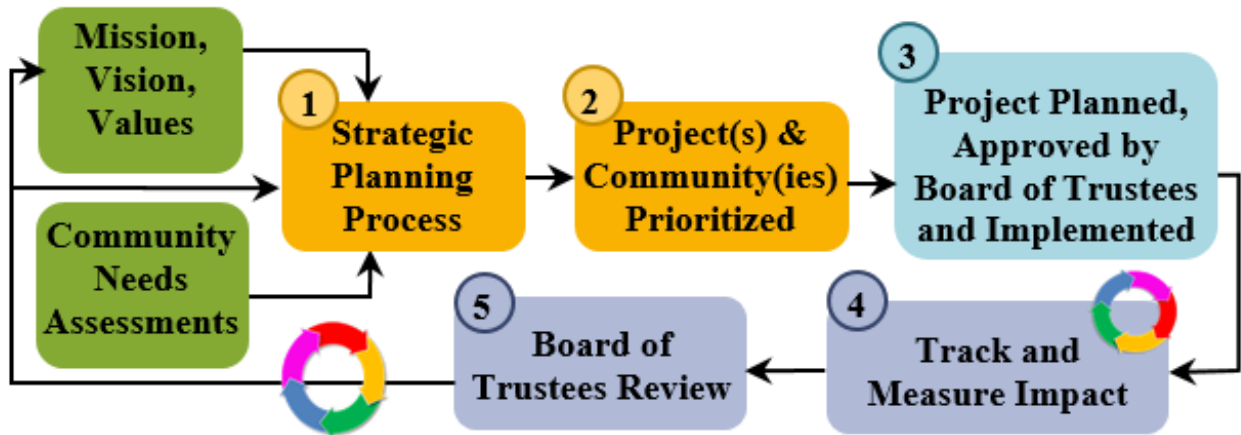 Mission,
Vision,
Values
Community
Needs
Assessments
1
Strategic
Planning
Process
2
Project(s) &
Community(ies)
Prioritized
3
Project Planned,
Approved by
Board of Trustees
and Implemented
4
Track and
Measure Impact
5
Board of
Trustees Review